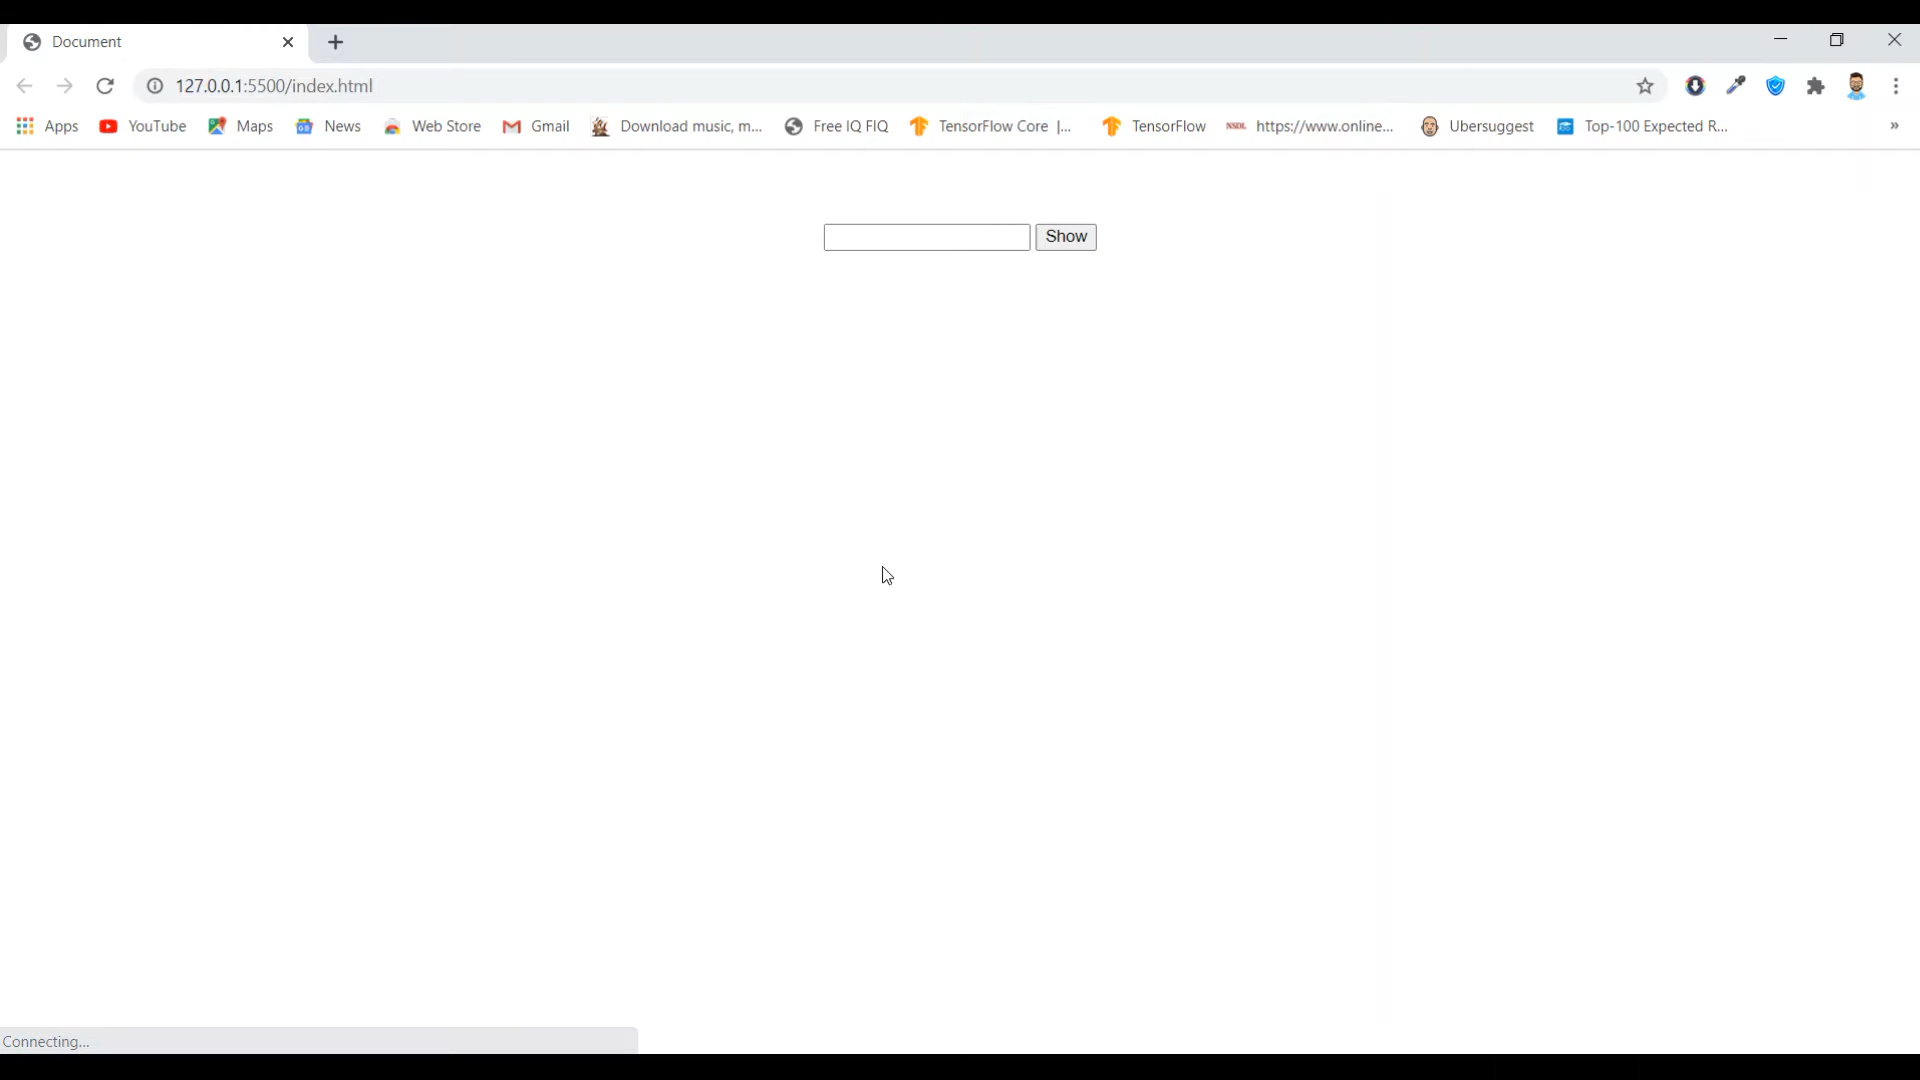 Document
127.0.0.1:5500/index.html
Apps YouTube Maps News Web Store Gmail Download music, m... Free IQ FIQ TensorFlow Core |... TensorFlow NSDL https://www.online... Ubersuggest Top-100 Expected R... »
Show
Connecting...